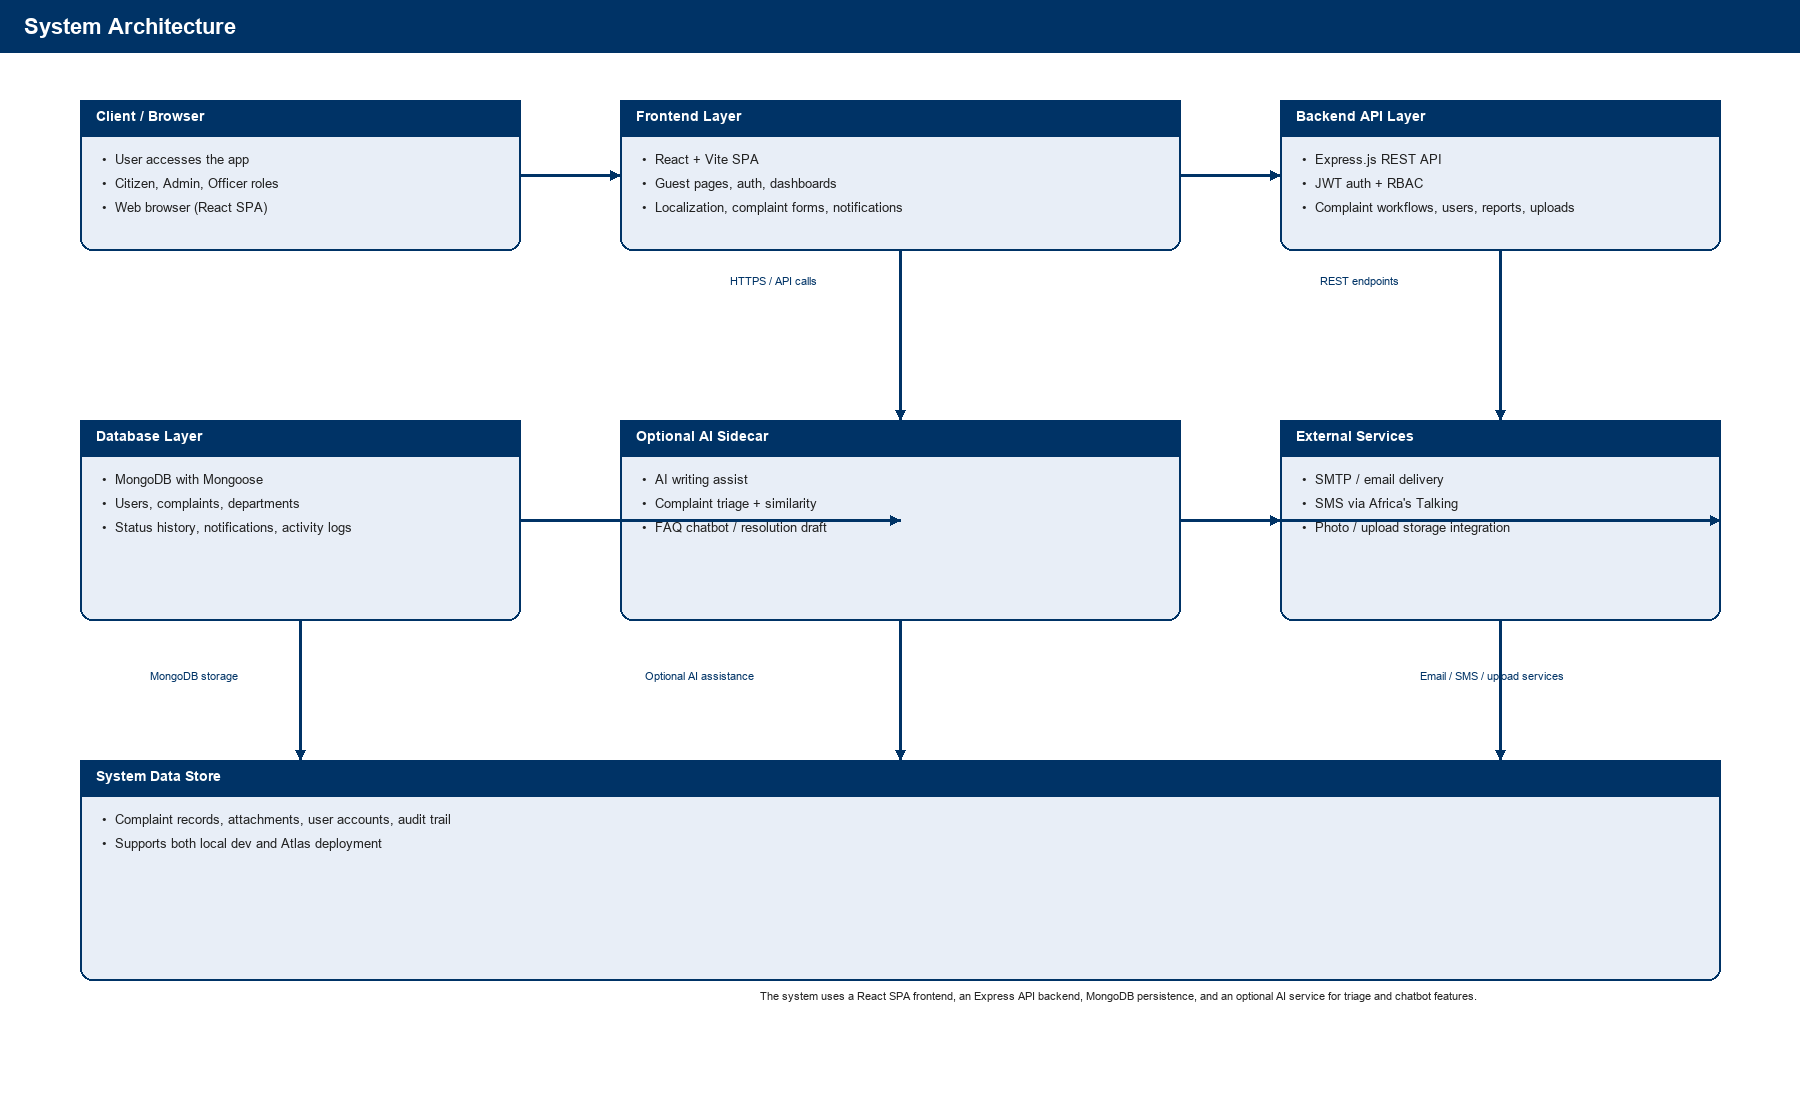 System Architecture
Client / Browser
• User accesses the app
• Citizen, Admin, Officer roles
• Web browser (React SPA)
Frontend Layer
• React + Vite SPA
• Guest pages, auth, dashboards
• Localization, complaint forms, notifications
Backend API Layer
• Express.js REST API
• JWT auth + RBAC
• Complaint workflows, users, reports, uploads
HTTPS / API calls
REST endpoints
Database Layer
• MongoDB with Mongoose
• Users, complaints, departments
• Status history, notifications, activity logs
Optional AI Sidecar
• AI writing assist
• Complaint triage + similarity
• FAQ chatbot / resolution draft
External Services
• SMTP / email delivery
• SMS via Africa's Talking
• Photo / upload storage integration
MongoDB storage
Optional AI assistance
Email / SMS / upload services
System Data Store
• Complaint records, attachments, user accounts, audit trail
• Supports both local dev and Atlas deployment
The system uses a React SPA frontend, an Express API backend, MongoDB persistence, and an optional AI service for triage and chatbot features.